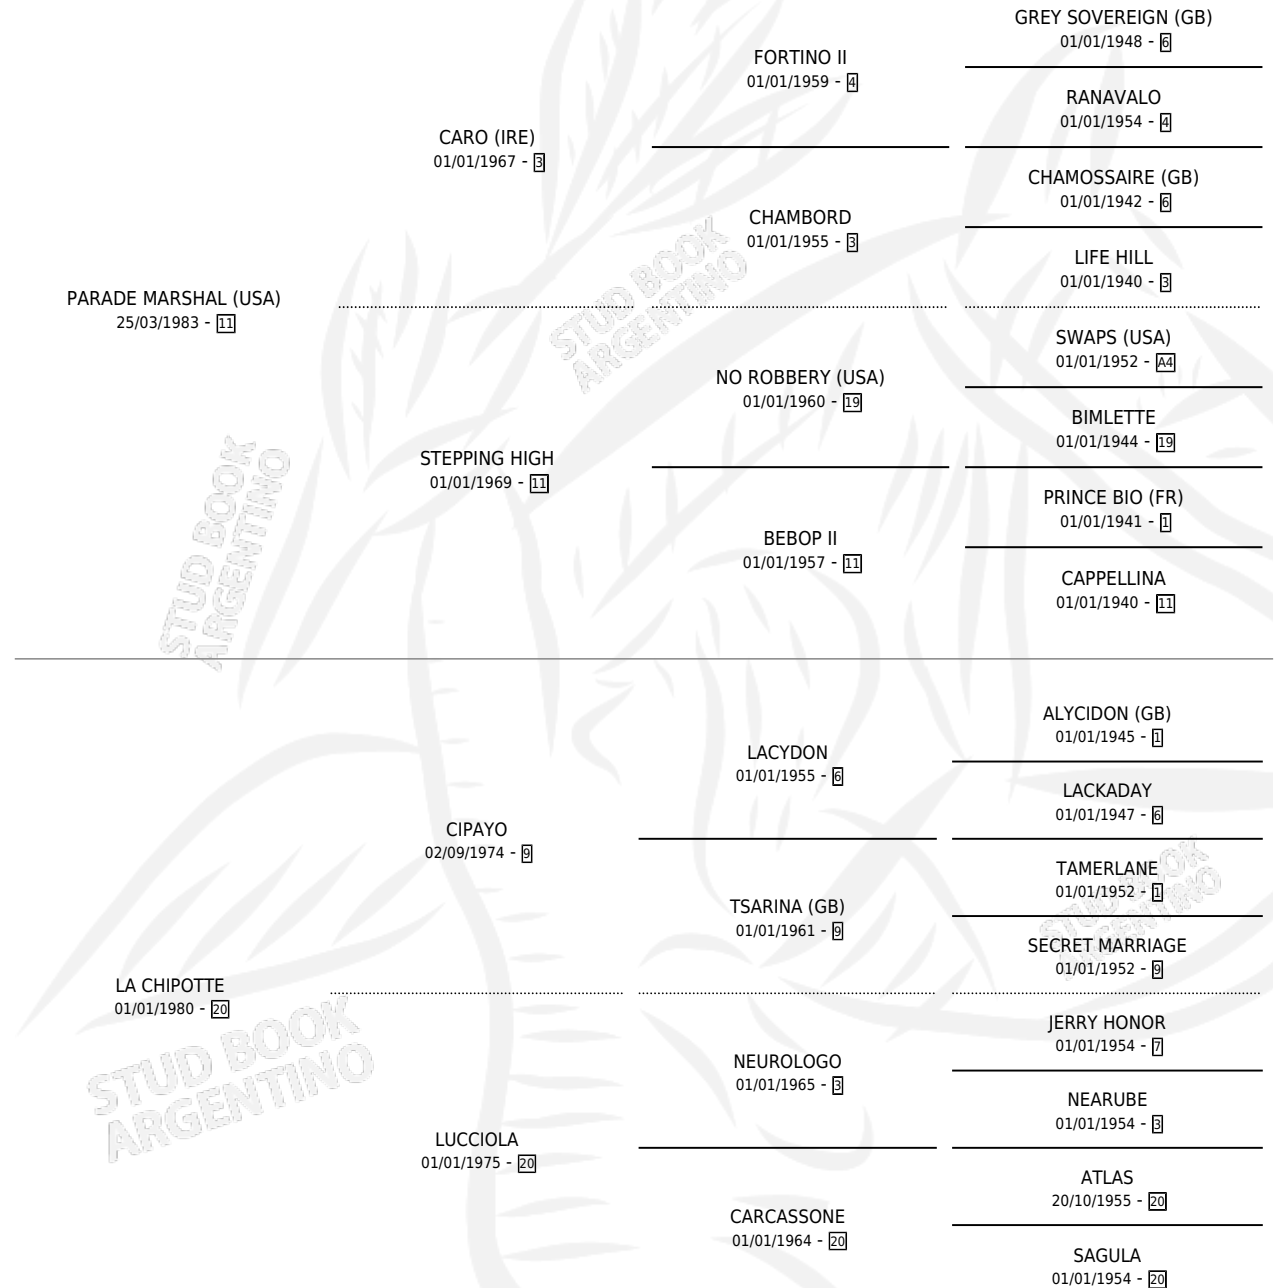 GREY SOVEREIGN (GB)
01/01/1948 - 6
FORTINO II
01/01/1959 - 4
RANAVALO
01/01/1954 - 4
CARO (IRE)
01/01/1967 - 3
CHAMOSSAIRE (GB)
01/01/1942 - 6
CHAMBORD
01/01/1955 - 3
LIFE HILL
01/01/1940 - 3
PARADE MARSHAL (USA)
25/03/1983 - 11
SWAPS (USA)
01/01/1952 - A4
NO ROBBERY (USA)
01/01/1960 - 19
BIMLETTE
01/01/1944 - 19
STEPPING HIGH
01/01/1969 - 11
PRINCE BIO (FR)
01/01/1941 - 1
BEBOP II
01/01/1957 - 11
CAPPELLINA
01/01/1940 - 11
ALYCIDON (GB)
01/01/1945 - 1
LACYDON
01/01/1955 - 6
LACKADAY
01/01/1947 - 6
CIPAYO
02/09/1974 - 9
TAMERLANE
01/01/1952 - 1
TSARINA (GB)
01/01/1961 - 9
SECRET MARRIAGE
01/01/1952 - 9
LA CHIPOTTE
01/01/1980 - 20
JERRY HONOR
01/01/1954 - 7
NEUROLOGO
01/01/1965 - 3
NEARUBE
01/01/1954 - 3
LUCCIOLA
01/01/1975 - 20
ATLAS
20/10/1955 - 20
CARCASSONE
01/01/1964 - 20
SAGULA
01/01/1954 - 20
STUD BOOK
ARGENTINO
STUD BOOK
ARGENTINO
STUD BOOK
ARGENTINO
STUD BOOK
ARGENTINO